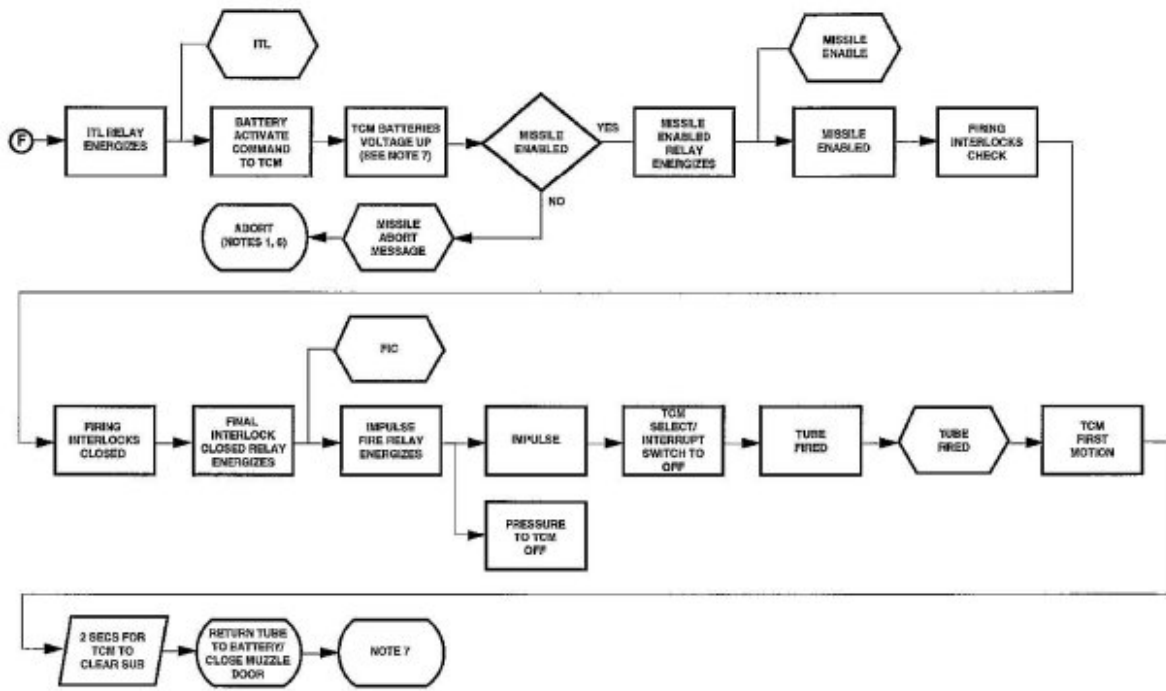 ITL
MISSILE
ENABLE
F
ITL RELAY
ENERGIZES
BATTERY
ACTIVATE
COMMAND
TO TCM
TCM BATTERIES
VOLTAGE UP
(SEE NOTE 7)
MISSILE
ENABLED
YES
MISSILE
ENABLED
RELAY
ENERGIZES
MISSILE
ENABLED
FIRING
INTERLOCKS
CHECK
NO
ABORT
(NOTES 1, 6)
MISSILE
ABORT
MESSAGE
FIC
FIRING
INTERLOCKS
CLOSED
FINAL
INTERLOCK
CLOSED RELAY
ENERGIZES
IMPULSE
FIRE RELAY
ENERGIZES
IMPULSE
TCM
SELECT/
INTERRUPT
SWITCH TO
OFF
TUBE
FIRED
TUBE
FIRED
TCM
FIRST
MOTION
PRESSURE
TO TCM
OFF
2 SECS FOR
TCM TO
CLEAR SUB
RETURN TUBE
TO BATTERY/
CLOSE MUZZLE
DOOR
NOTE 7